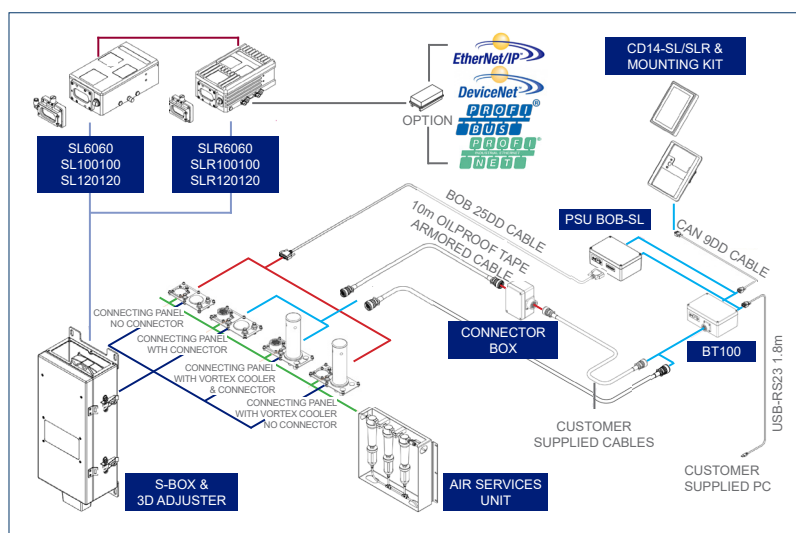 EtherNet/IP™
DeviceNet™
OPTION
PROFI®
BUS
PROFI®
NET
CD14-SL/SLR &
MOUNTING KIT
SL6060
SL100100
SL120120
SLR6060
SLR100100
SLR120120
BOB 25DD CABLE
10m OILPROOF TAPE
ARMORED CABLE
PSU BOB-SL
CAN 9DD CABLE
CONNECTOR
BOX
BT100
USB-RS23 1.8m
CONNECTING PANEL
NO CONNECTOR
CONNECTING PANEL
WTH CONNECTOR
CONNECTING PANEL
WITH VORTEX COOLER
& CONNECTOR
CONNECTING PANEL
WITH VORTEX COOLER
NO CONNECTOR
CUSTOMER
SUPPLIED CABLES
CUSTOMER
SUPPLIED PC
S-BOX &
3D ADJUSTER
AIR SERVICES
UNIT